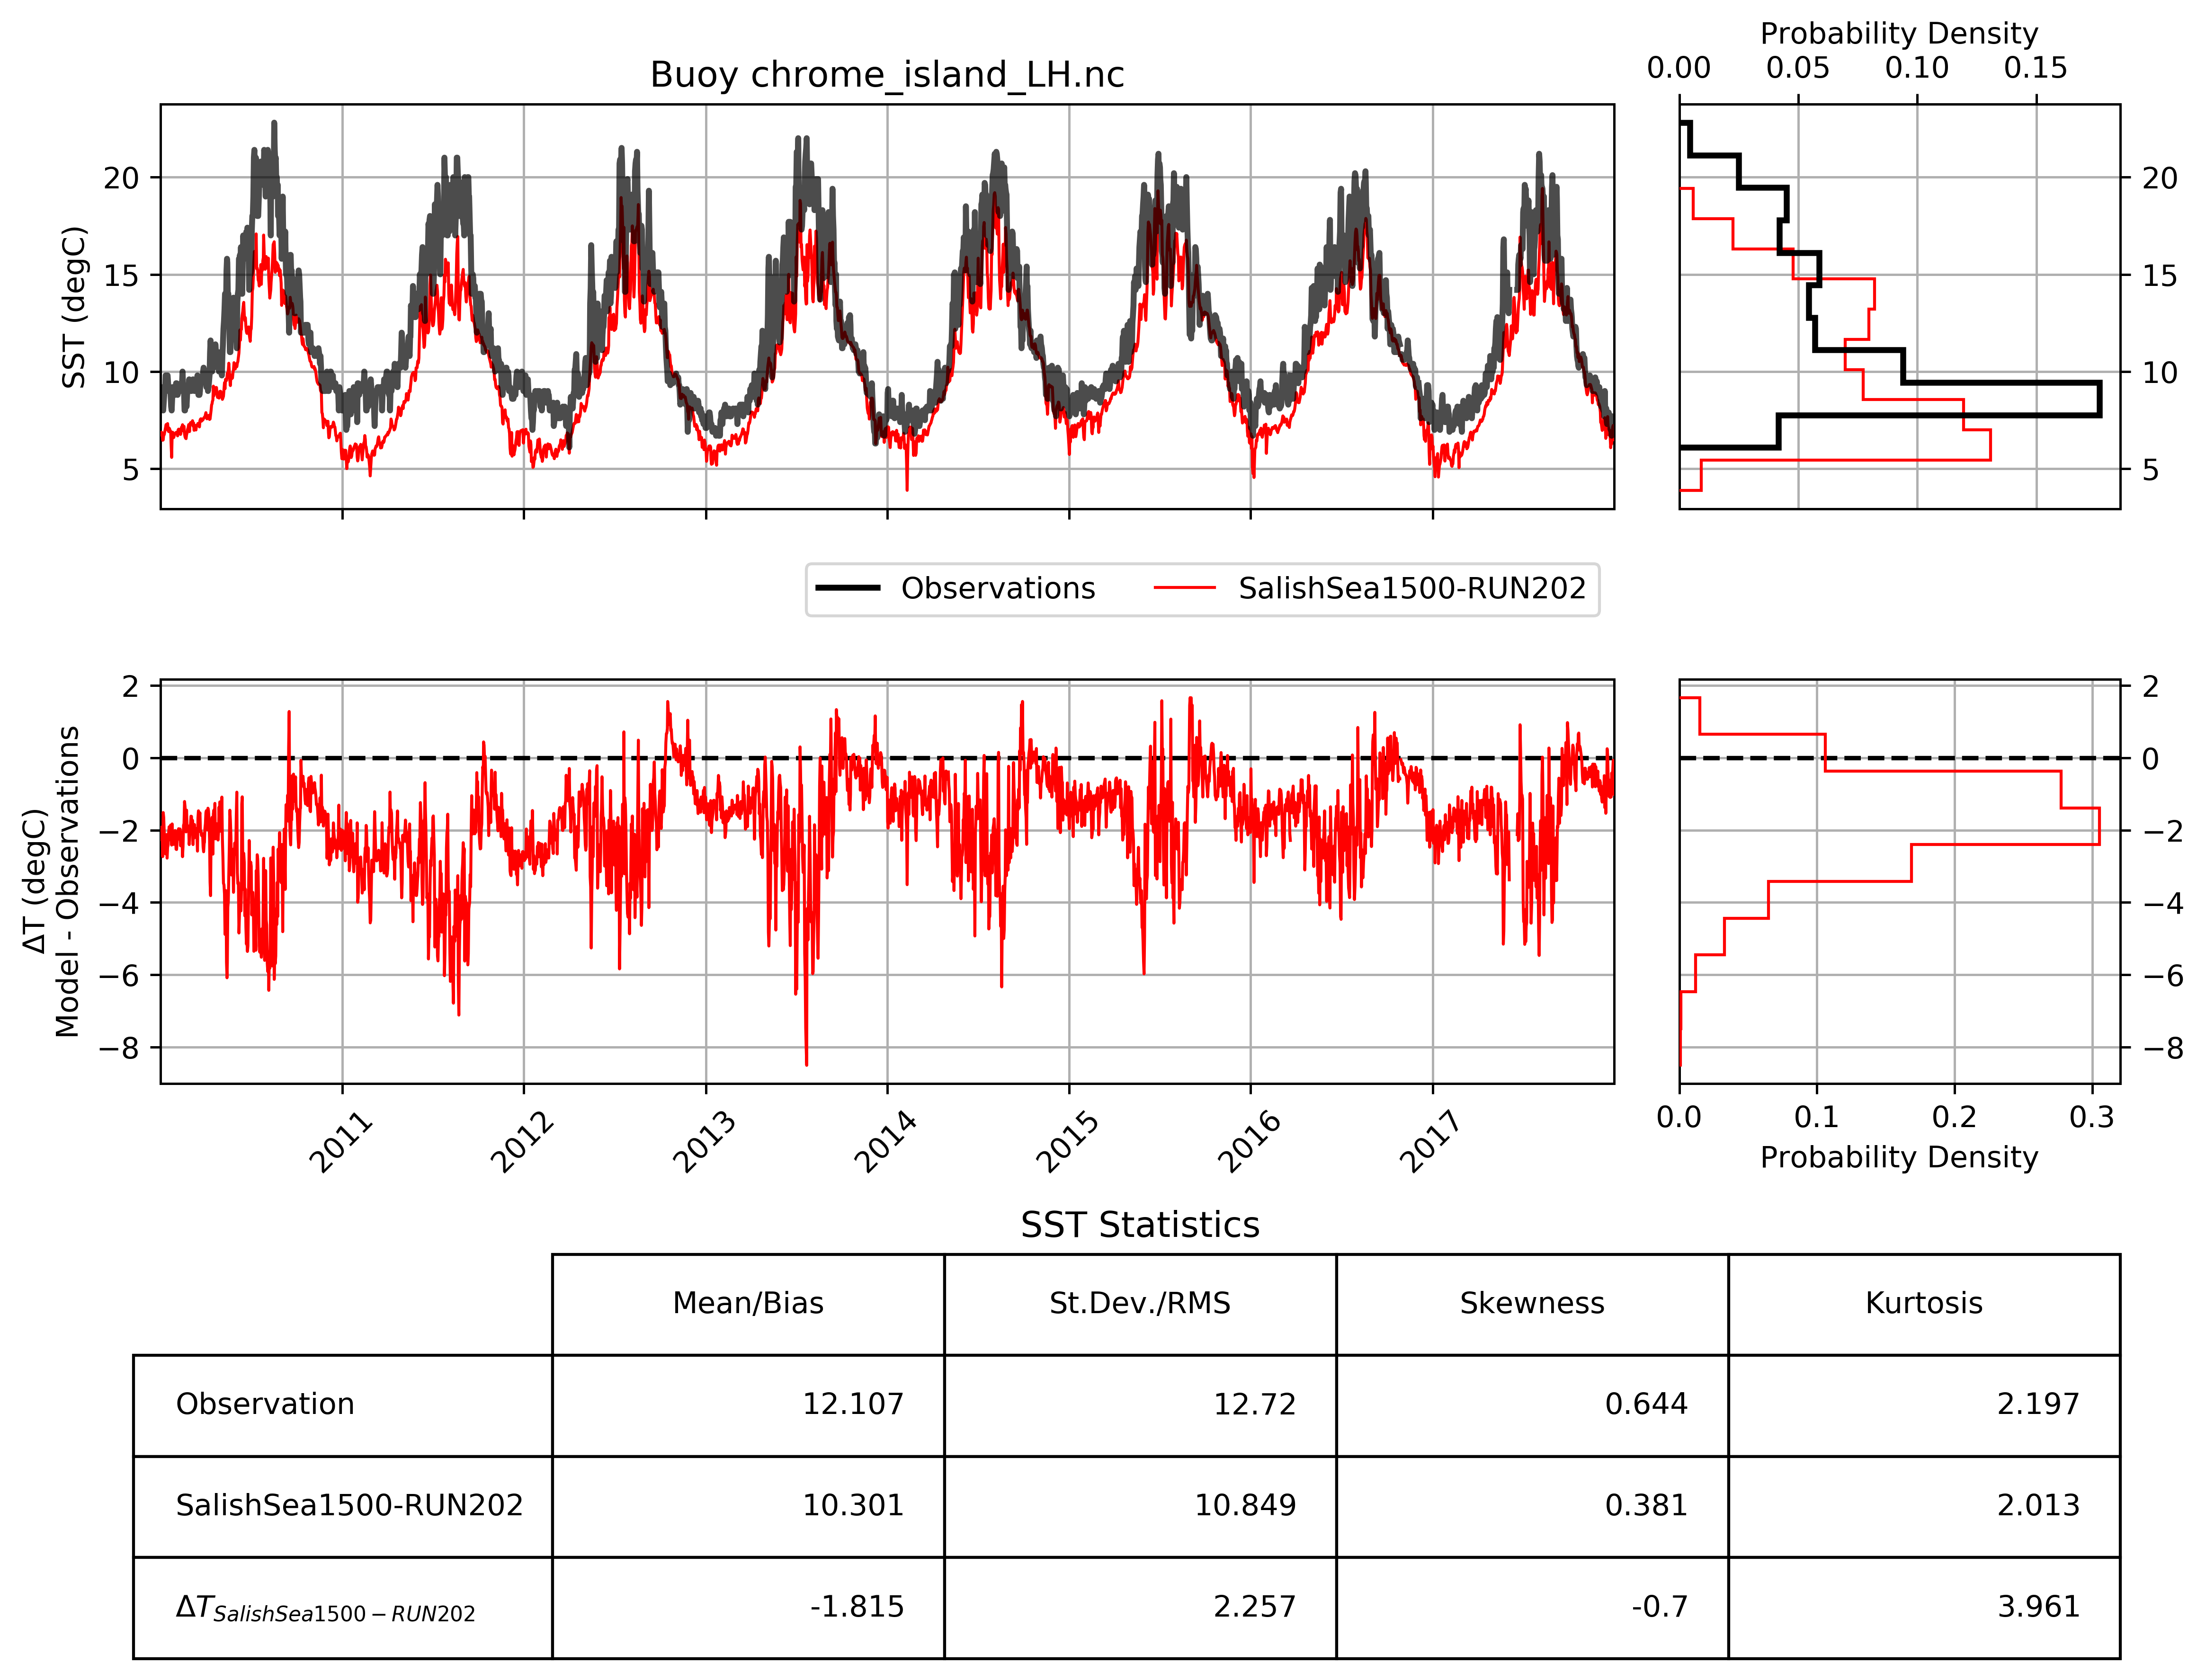 Probability Density
0.00 0.05 0.10 0.15
Buoy chrome_island_LH.nc
SST (degC)
20
15
10
5
20
15
10
5
Observations SalishSea1500-RUN202
ΔT (degC)
Model - Observations
2
0
−2
−4
−6
−8
2
0
−2
−4
−6
−8
2011 2012 2013 2014 2015 2016 2017
0.0 0.1 0.2 0.3
Probability Density
SST Statistics
Mean/Bias St.Dev./RMS Skewness Kurtosis
Observation 12.107 12.72 0.644 2.197
SalishSea1500-RUN202 10.301 10.849 0.381 2.013
ΔT SalishSea1500−RUN202 -1.815 2.257 -0.7 3.961